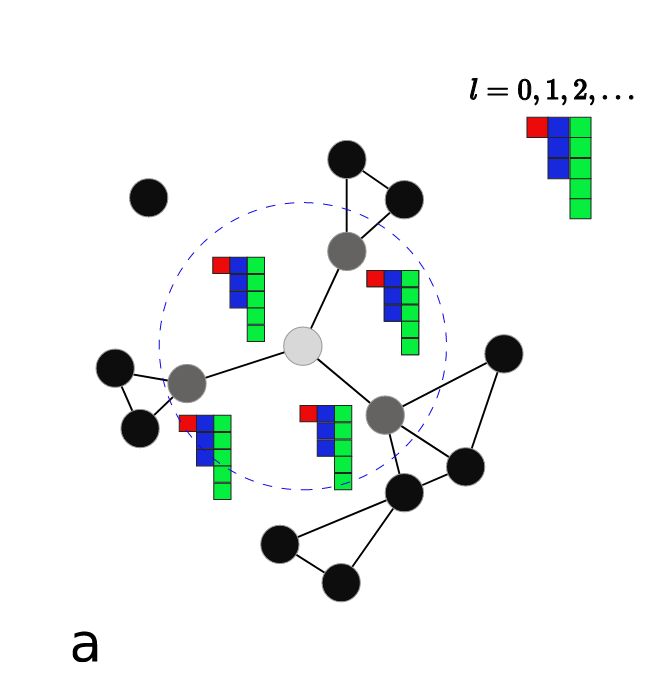 l = 0, 1, 2, ...
a